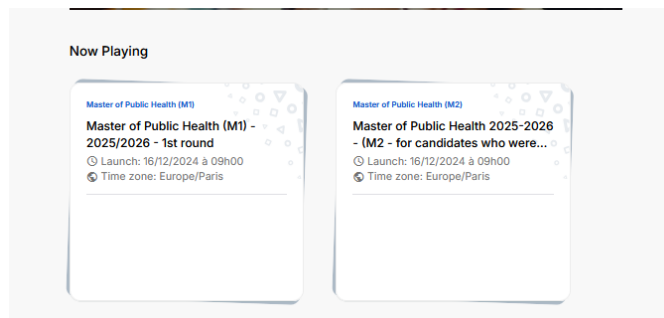 Now Playing
Master of Public Health (M1)
Master of Public Health (M1) -
2025/2026 - 1st round
Launch: 16/12/2024 à 09h00
Time zone: Europe/Paris
Master of Public Health (M2)
Master of Public Health 2025-2026
- (M2 - for candidates who were...
Launch: 16/12/2024 à 09h00
Time zone: Europe/Paris